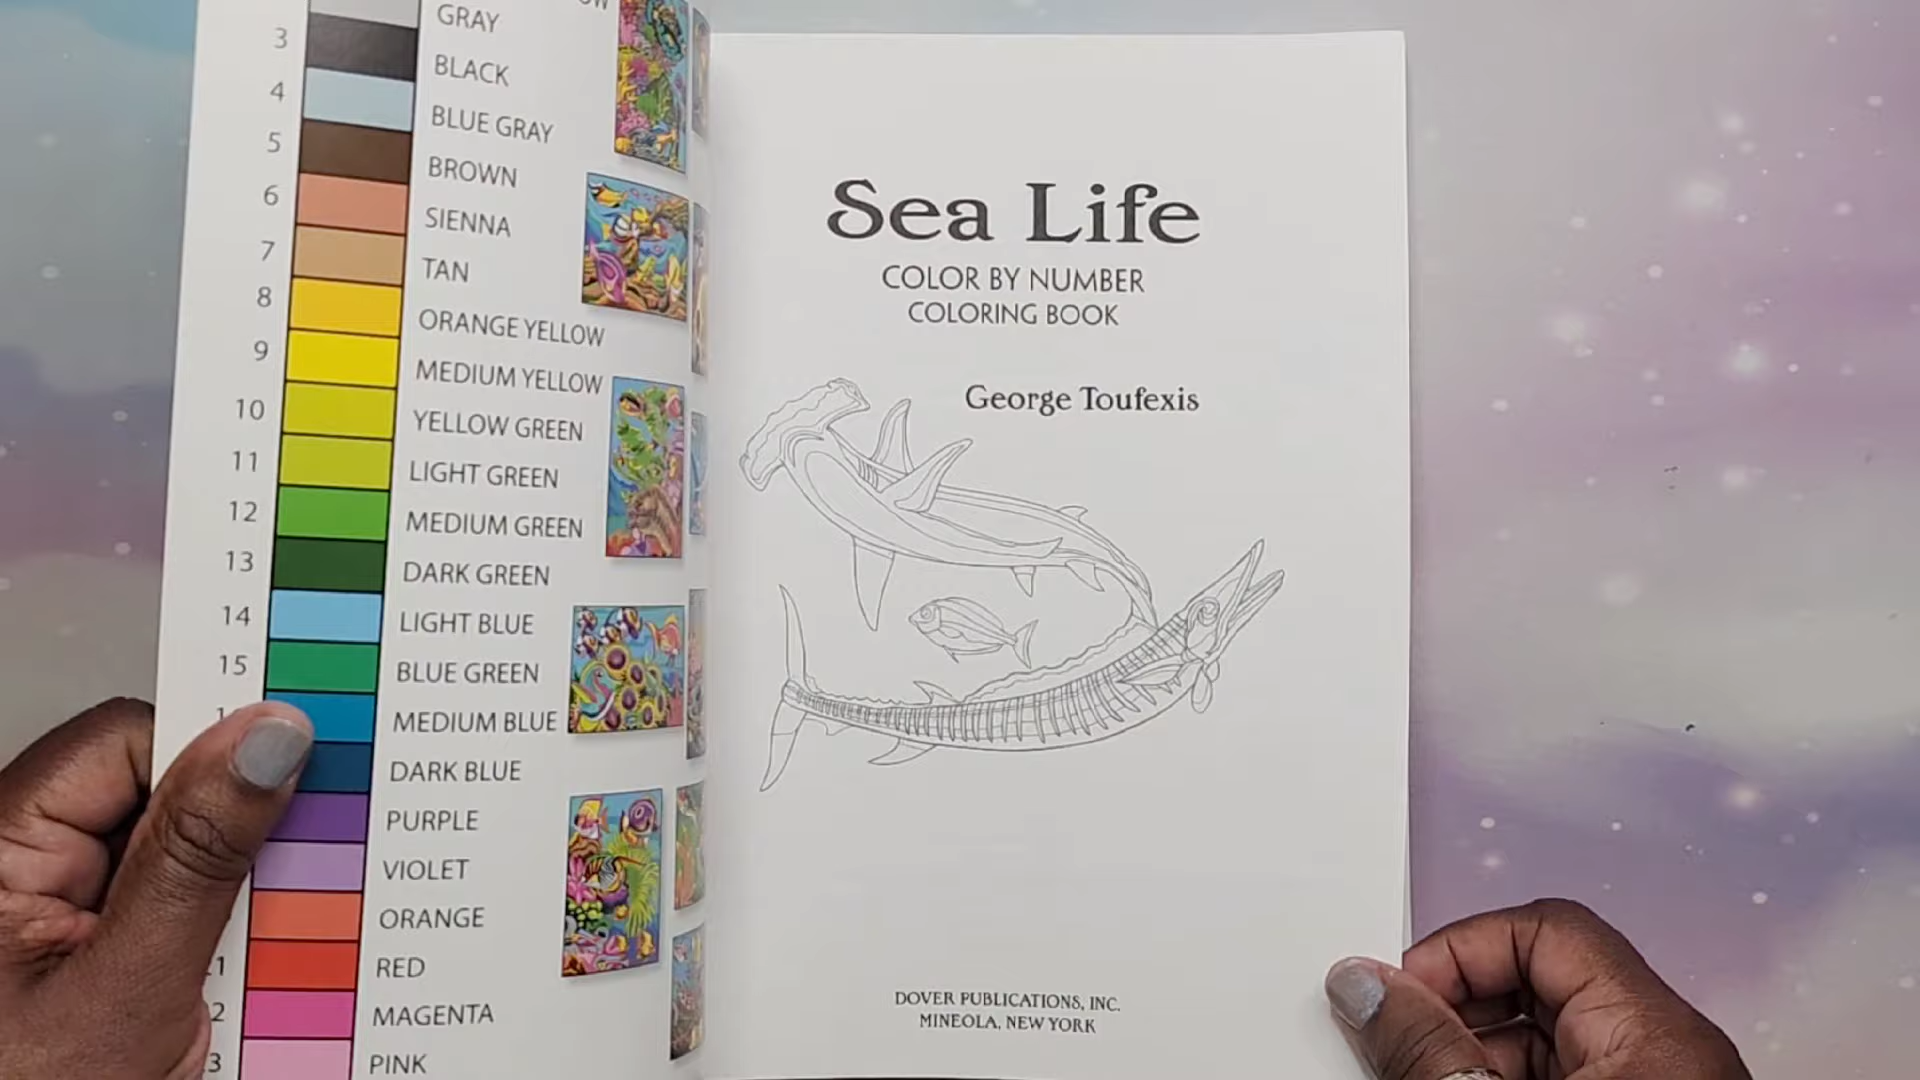 GRAY
3 BLACK
4 BLUE GRAY
5 BROWN
6 SIENNA
7 TAN
8 ORANGE YELLOW
9 MEDIUM YELLOW
10 YELLOW GREEN
11 LIGHT GREEN
12 MEDIUM GREEN
13 DARK GREEN
14 LIGHT BLUE
15 BLUE GREEN
MEDIUM BLUE
DARK BLUE
PURPLE
VIOLET
ORANGE
RED
MAGENTA
PINK
Sea Life
COLOR BY NUMBER
COLORING BOOK
George Toufexis
DOVER PUBLICATIONS, INC.
MINEOLA, NEW YORK